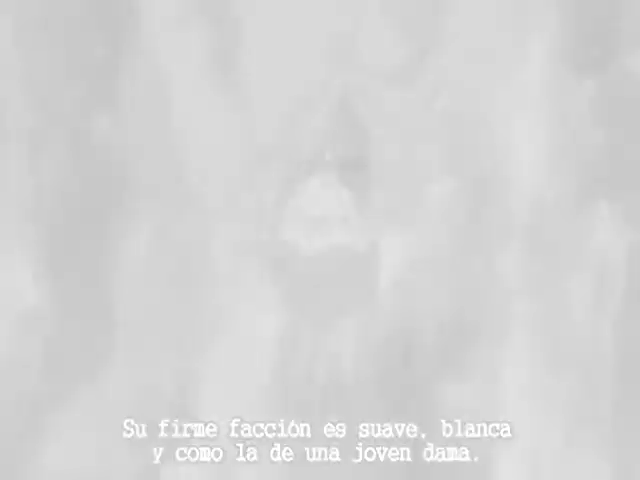 Su firme facción es suave, blanca
y como la de una joven dama.